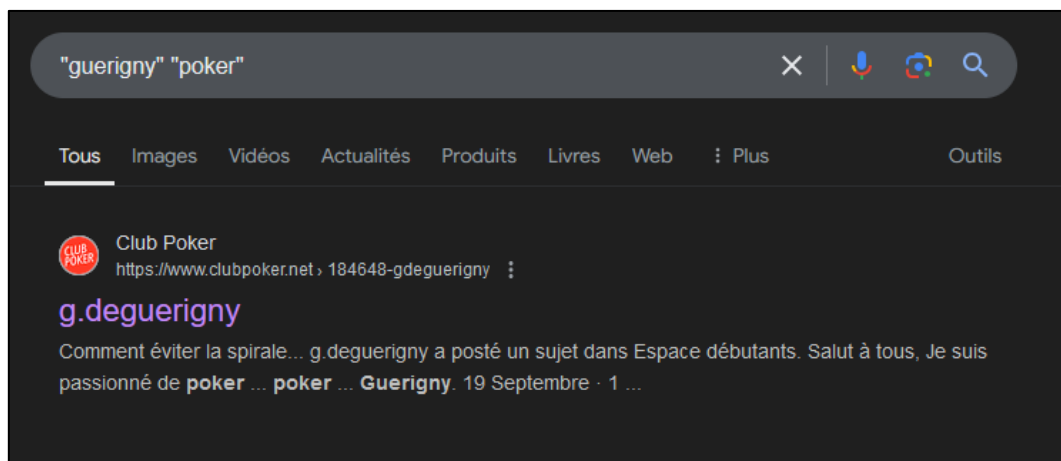 "guerigny" "poker"
Tous Images Vidéos Actualités Produits Livres Web Plus Outils
CLUB POKER
Club Poker
https://www.clubpoker.net › 184648-gdeguerigny
g.deguerigny
Comment éviter la spirale... g.deguerigny a posté un sujet dans Espace débutants. Salut à tous, Je suis
passionné de poker ... poker ... Guerigny. 19 Septembre · 1 ...